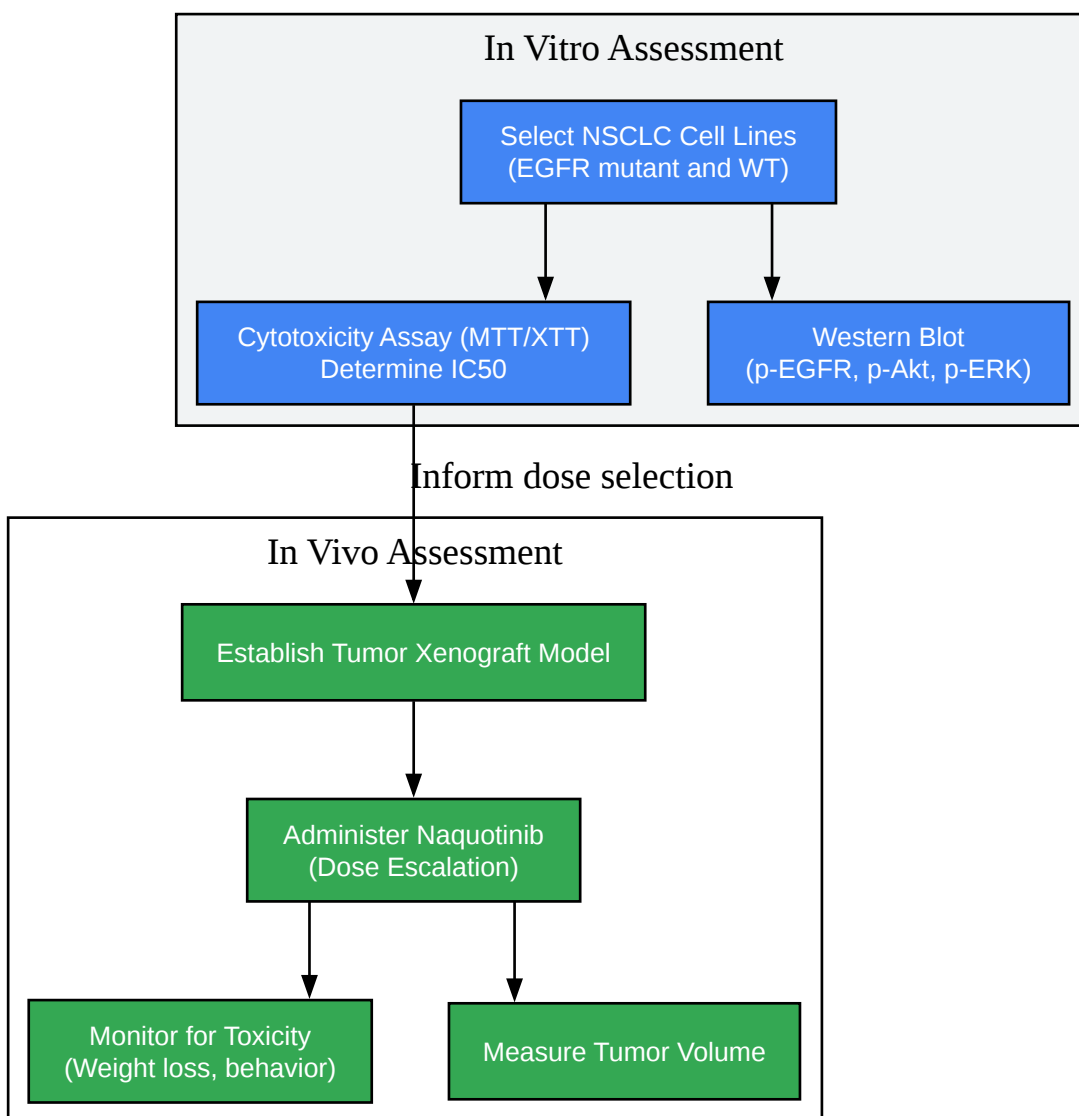 In Vitro Assessment
Select NSCLC Cell Lines
(EGFR mutant and WT)
Cytotoxicity Assay (MTT/XTT)
Determine IC50
Western Blot
(p-EGFR, p-Akt, p-ERK)
Inform dose selection
In Vivo Assessment
Establish Tumor Xenograft Model
Administer Naquotinib
(Dose Escalation)
Monitor for Toxicity
(Weight loss, behavior)
Measure Tumor Volume